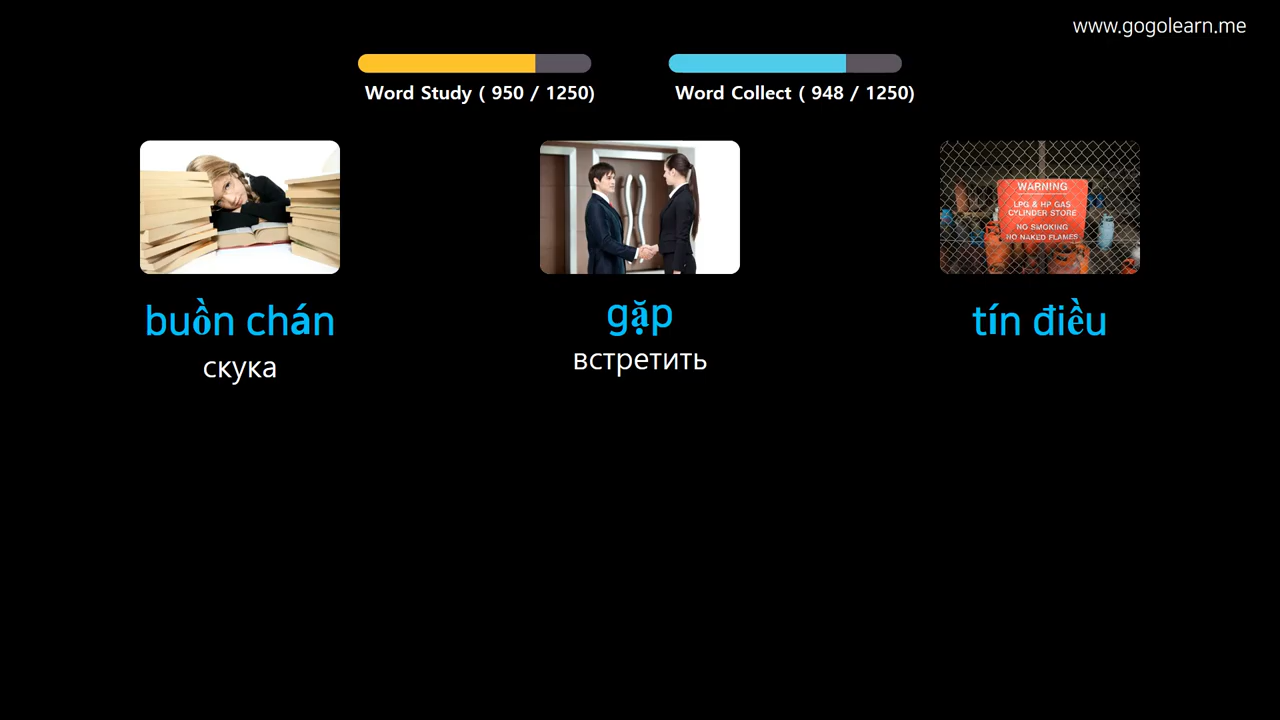 www.gogolearn.me
Word Study ( 950 / 1250)
Word Collect ( 948 / 1250)
WARNING
LPG & HP GAS
CYLINDER STORE
NO SMOKING
NO NAKED FLAMES
buồn chán
скука
gặp
встретить
tín điều